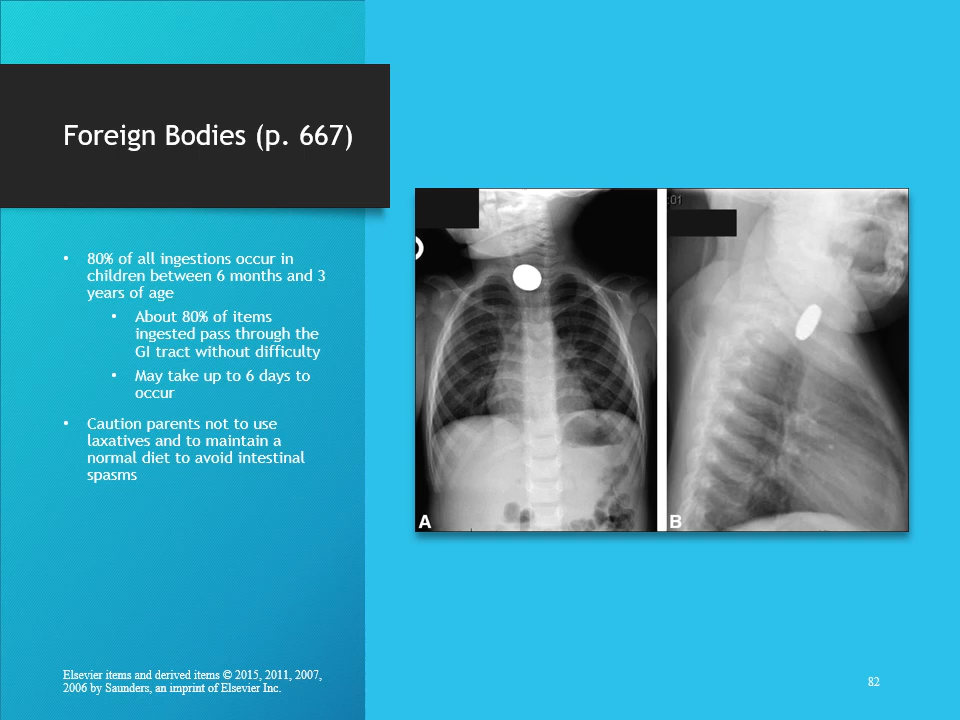 Foreign Bodies (p. 667)
• 80% of all ingestions occur in
children between 6 months and 3
years of age
• About 80% of items
ingested pass through the
GI tract without difficulty
• May take up to 6 days to
occur
• Caution parents not to use
laxatives and to maintain a
normal diet to avoid intestinal
spasms
:01
A
B
Elsevier items and derived items © 2015, 2011, 2007,
2006 by Saunders, an imprint of Elsevier Inc.
82